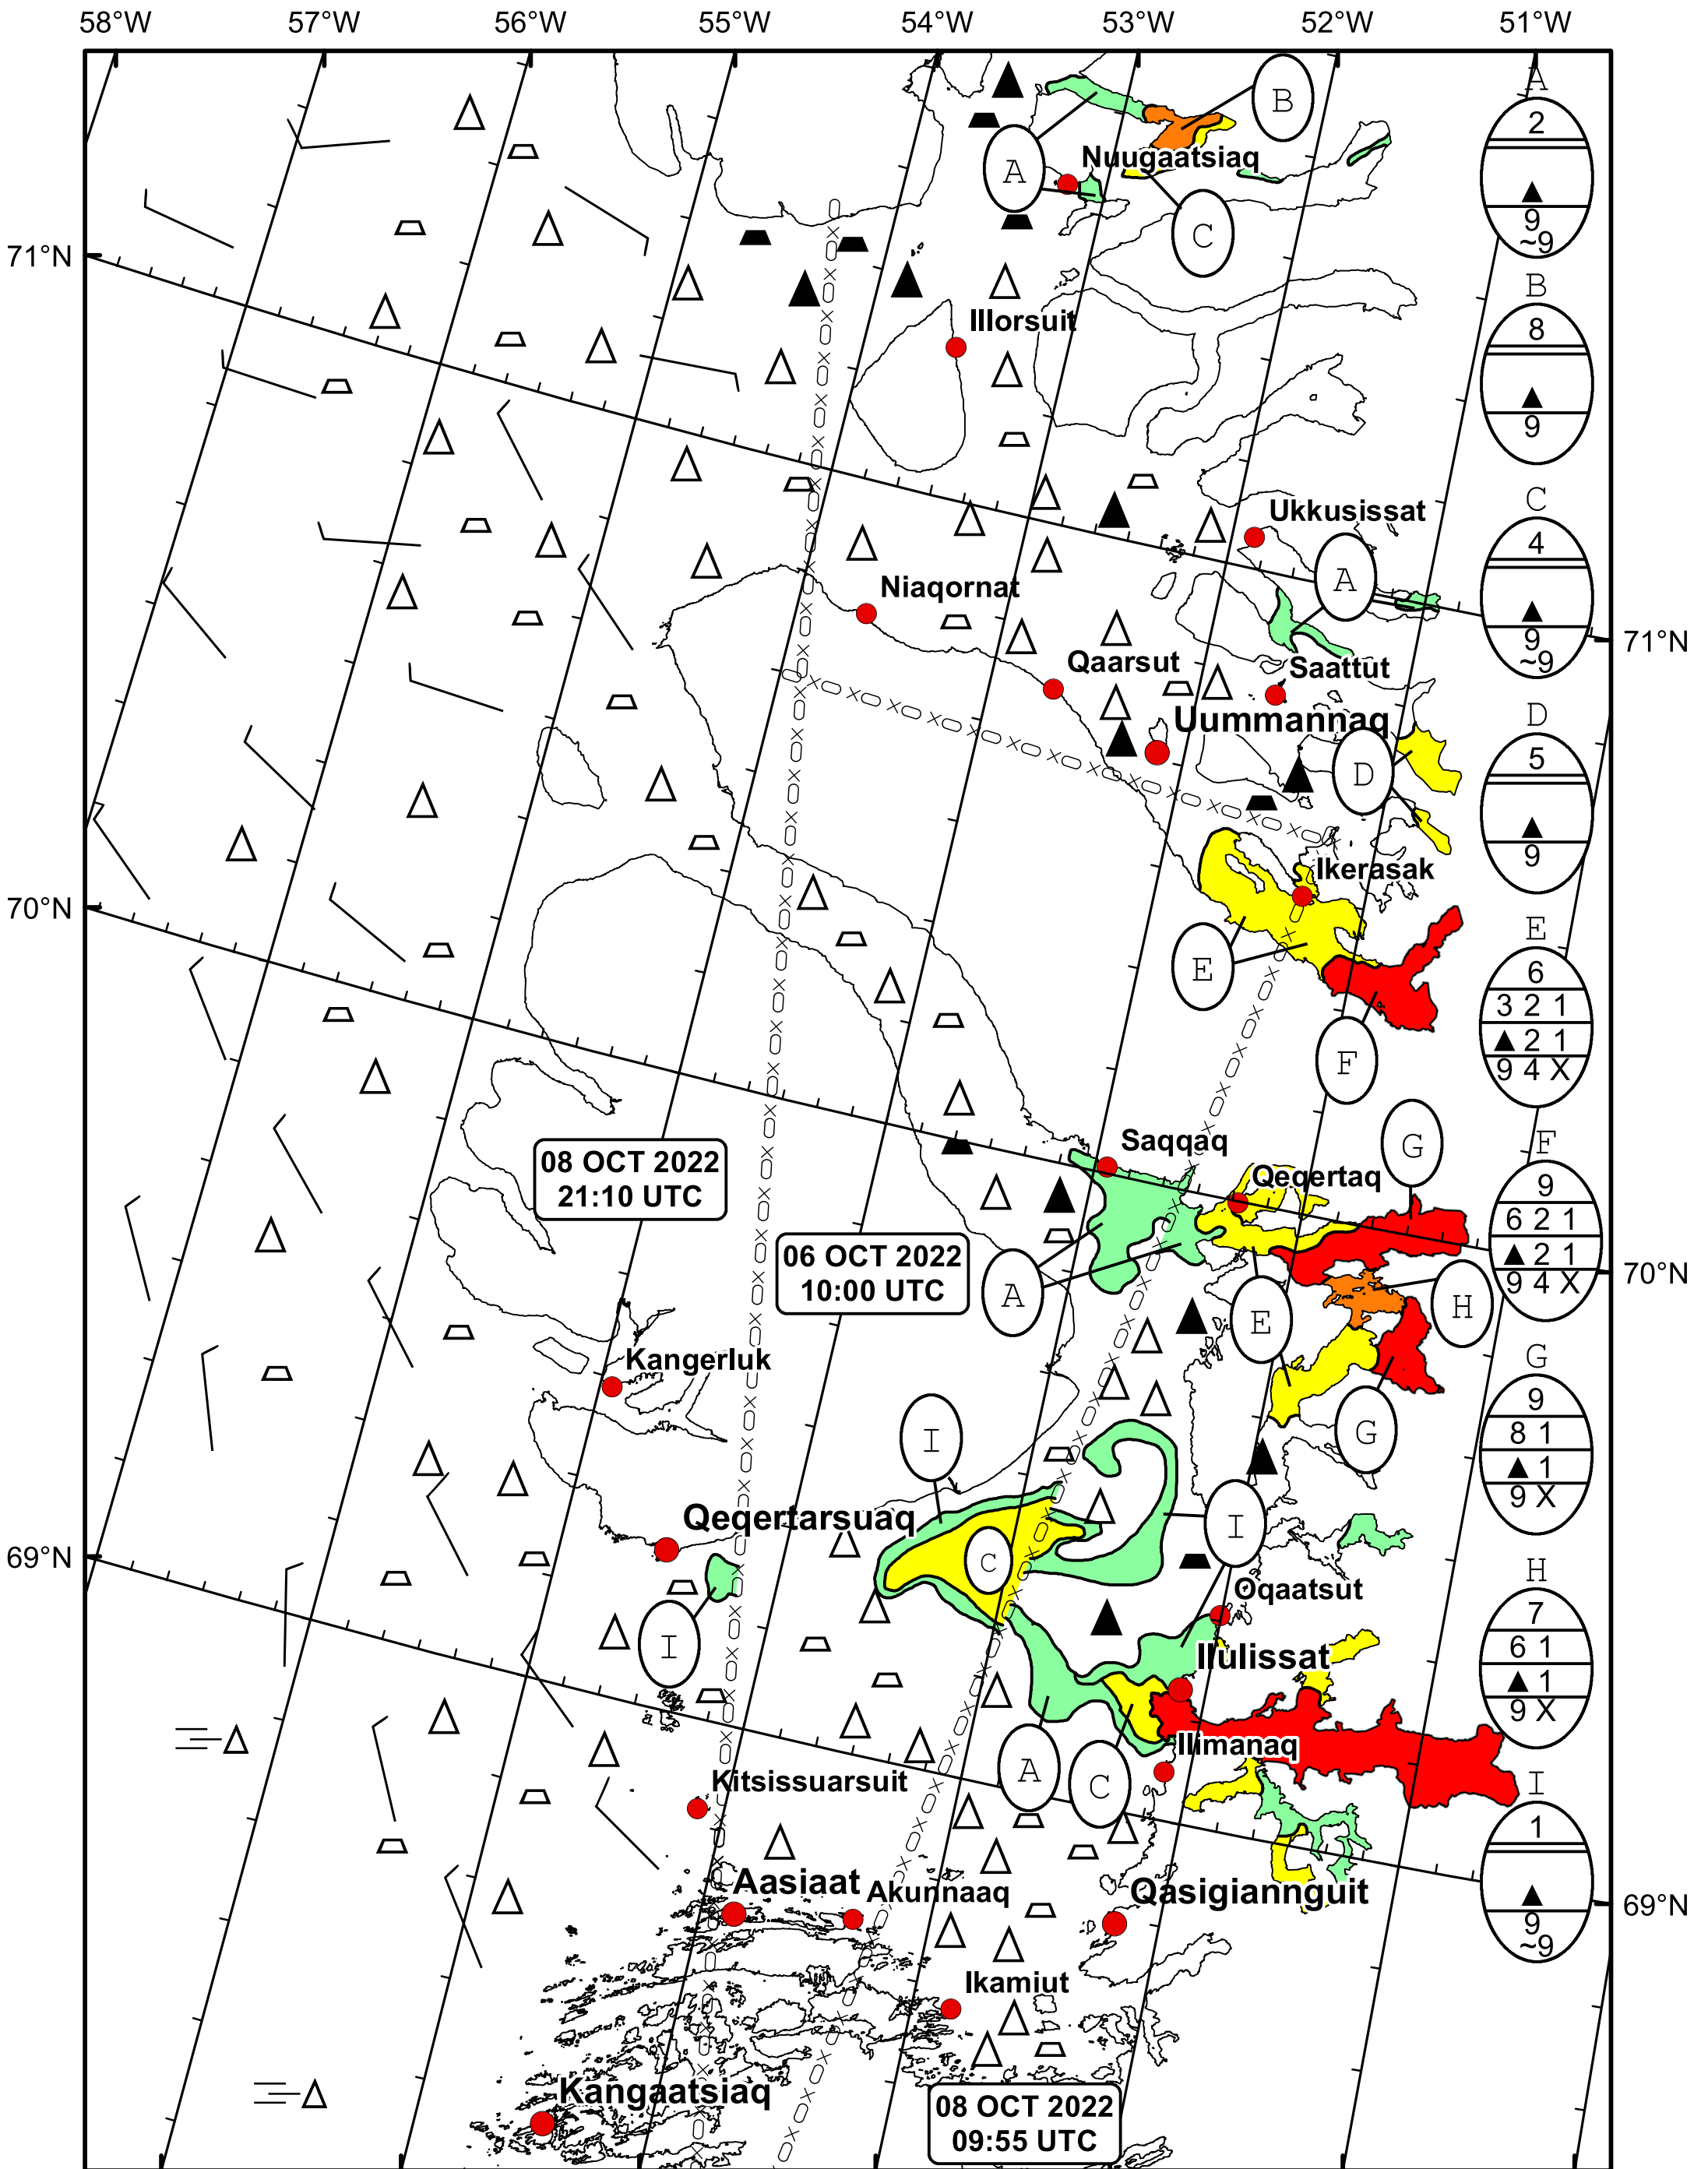 58°W 57°W 56°W 55°W 54°W 53°W 52°W 51°W
A
2
9
~9
B
A
Nuugaatsiaq
C
71°N
B
8
9
Illorsuit
C
4
9
~9
Ukkusissat
A
Niaqornat
71°N
Qaarsut
Saattut
Uummannaq
D
D
5
9
Ikerasak
70°N
E
F
E
6
3 2 1
2 1
9 4 X
Saqqaq
G
Qeqertaq
08 OCT 2022
21:10 UTC
06 OCT 2022
10:00 UTC
A
E
H
70°N
F
9
6 2 1
2 1
9 4 X
Kangerluk
I
G
G
9
8 1
1
9 X
Qeqertarsuaq
C
I
69°N
Oqaatsut
I
Ilulissat
H
7
6 1
1
9 X
Ilimanaq
A
C
Kitsissuarsuit
I
1
9
~9
Aasiaat
Akunnaaq
Qasigiannguit
69°N
Ikamiut
Kangaatsiaq
08 OCT 2022
09:55 UTC